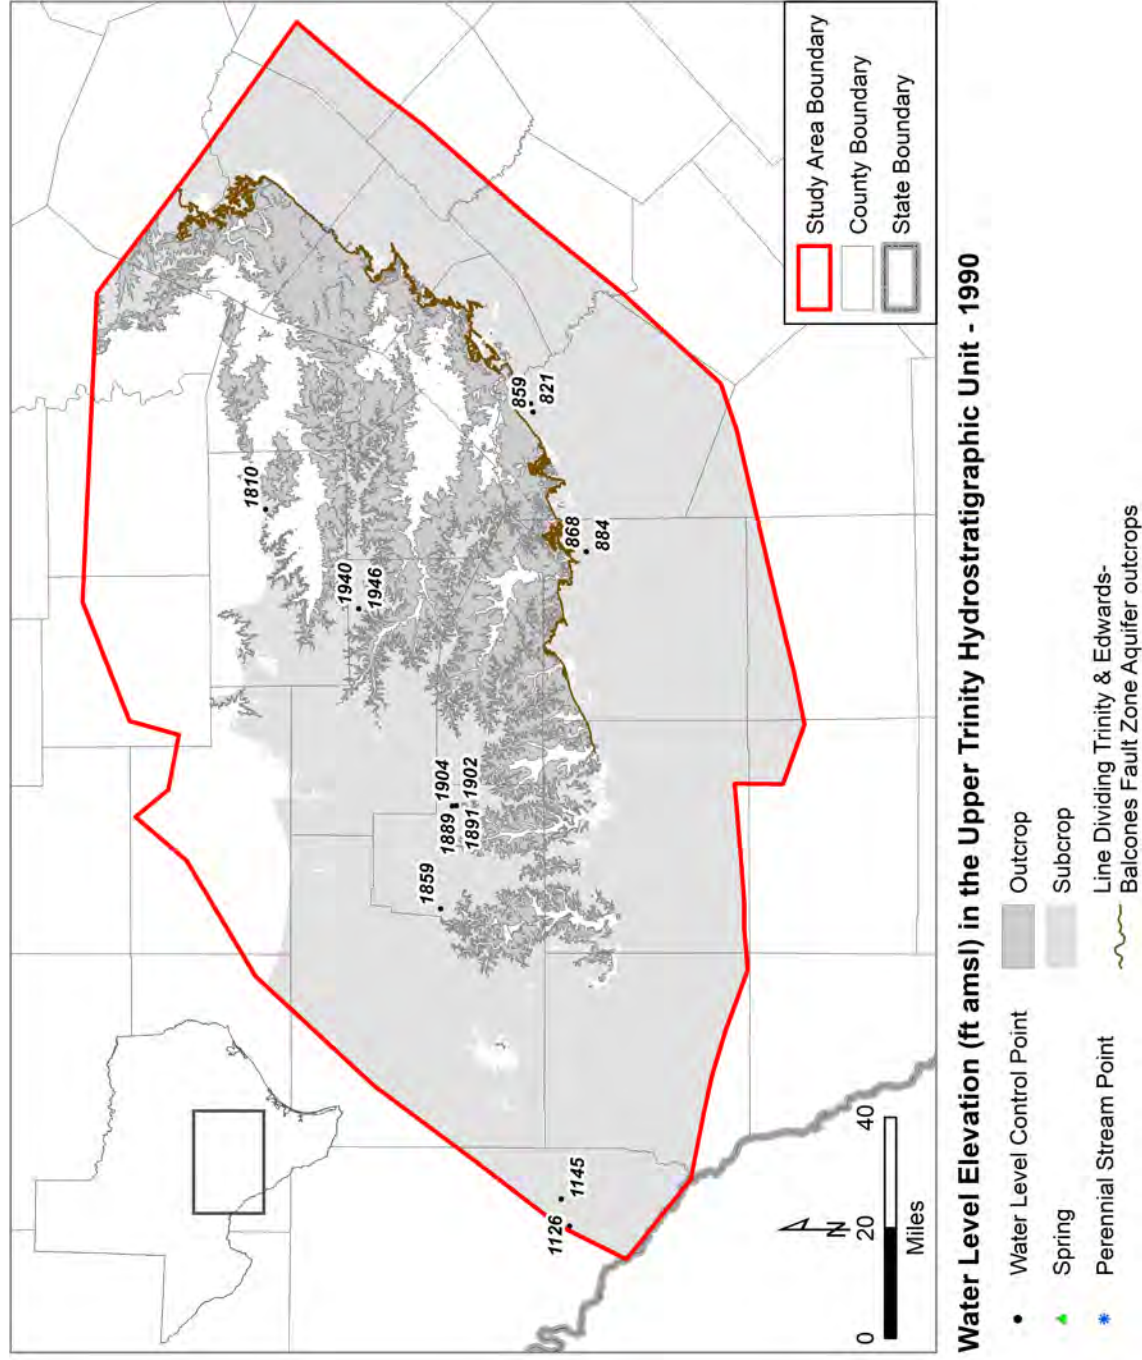 1810
1940
1946
1904
1902
1889
1891
1859
859
821
868
884
1145
1126
N
0
20
40
Miles
Study Area Boundary
County Boundary
State Boundary
Water Level Elevation (ft amsl) in the Upper Trinity Hydrostratigraphic Unit - 1990
Water Level Control Point
Spring
Perennial Stream Point
Outcrop
Subcrop
Line Dividing Trinity & Edwards-
Balcones Fault Zone Aquifer outcrops